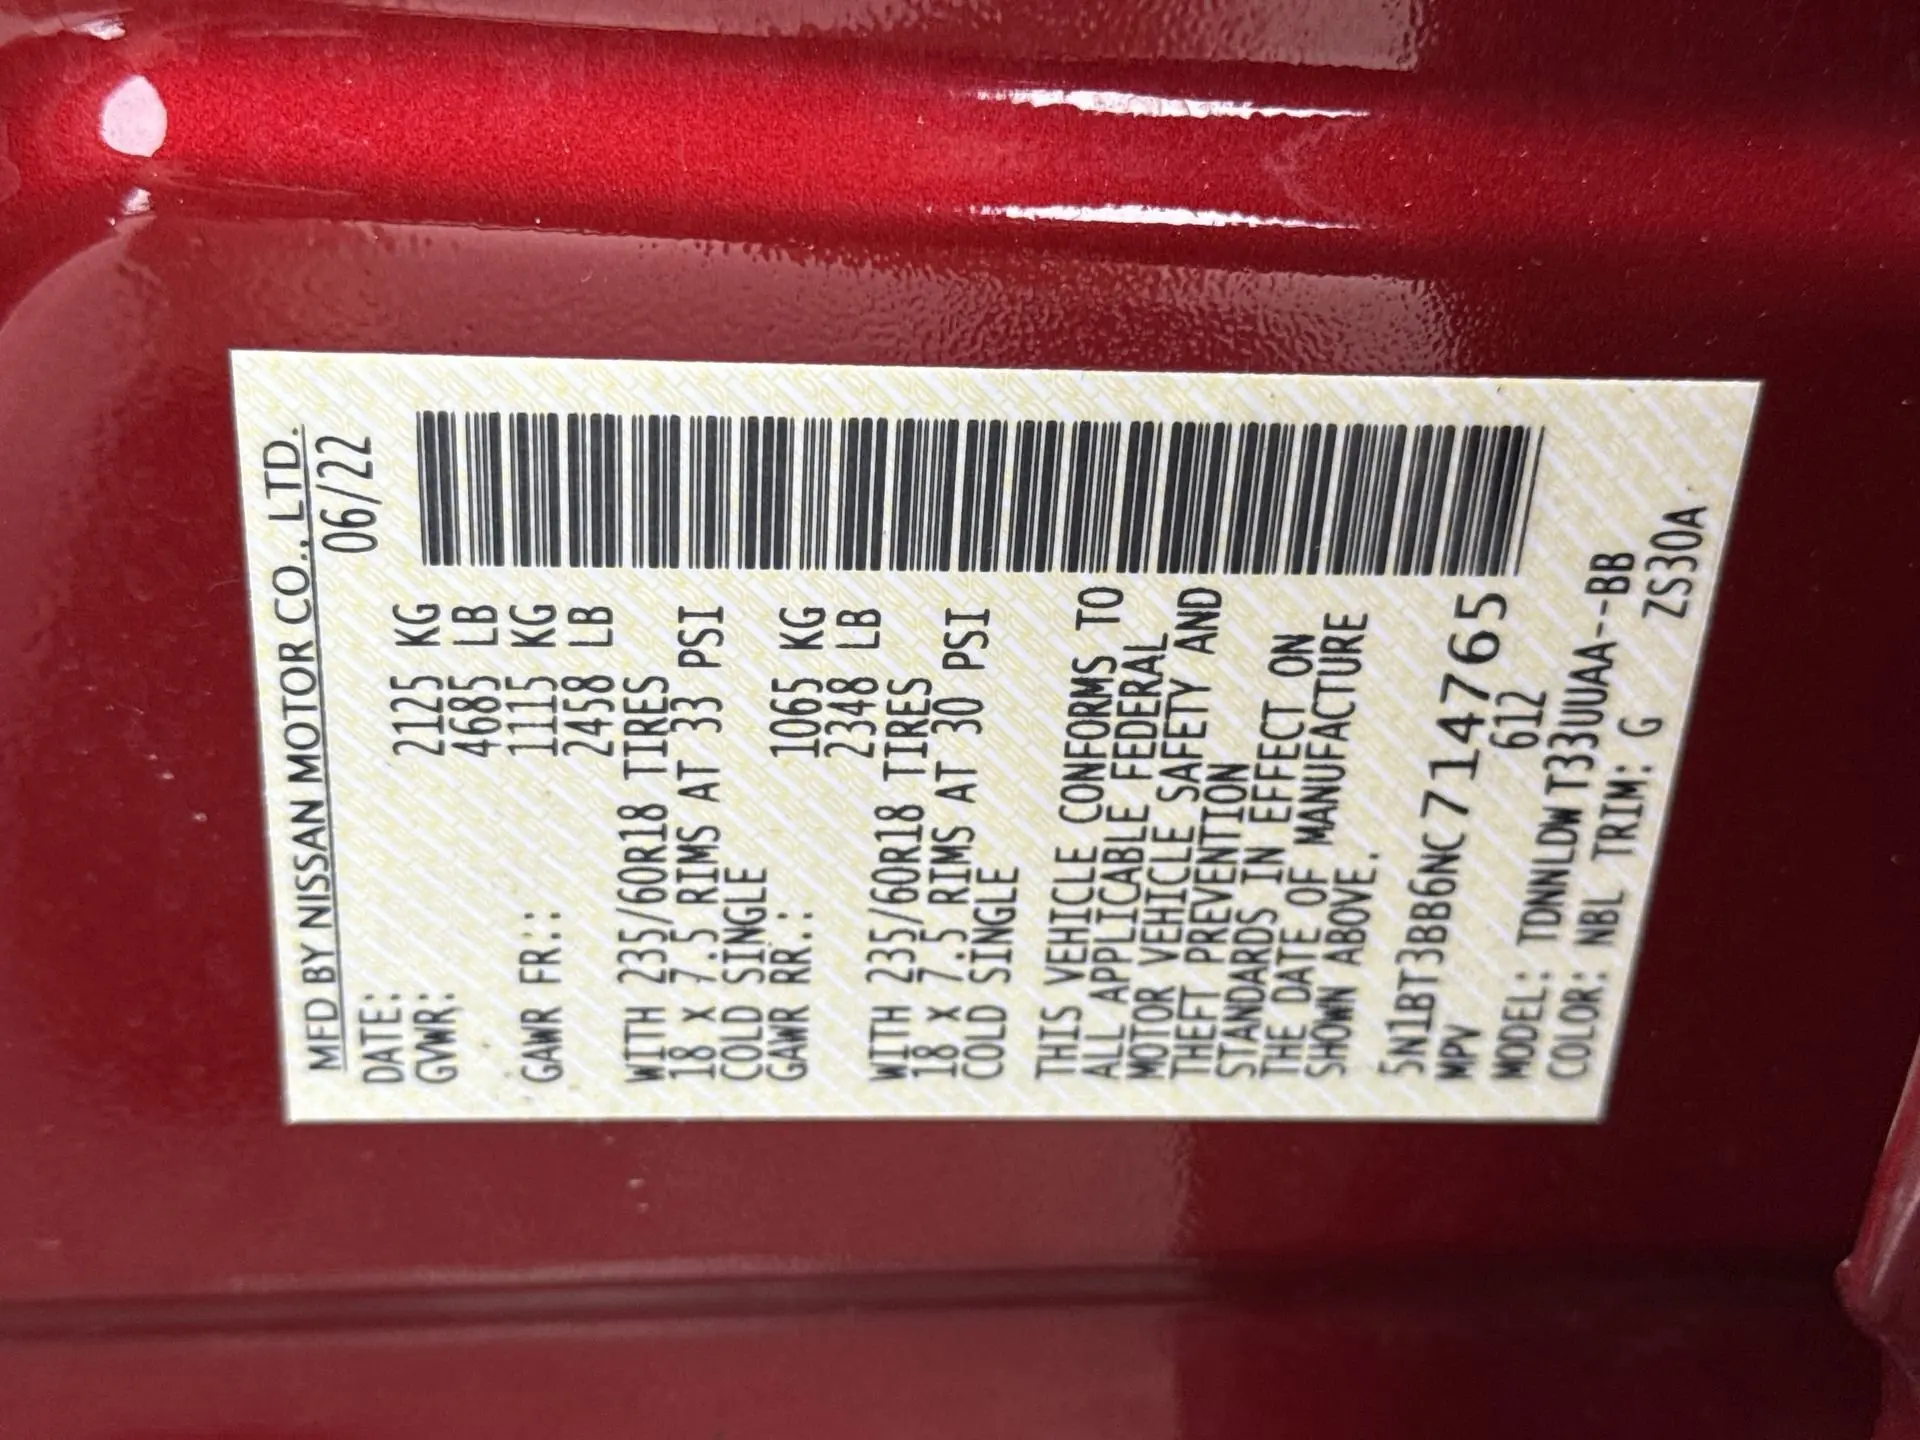 MFD BY NISSAN MOTOR CO., LTD.
DATE: 06/22
GVWR: 2125 KG
4685 LB
GAWR FR:: 1115 KG
2458 LB
WITH 235/60R18 TIRES
18 X 7.5 RIMS AT 33 PSI
COLD SINGLE
GAWR RR.: 1065 KG
2348 LB
WITH 235/60R18 TIRES
18 X 7.5 RIMS AT 30 PSI
COLD SINGLE
THIS VEHICLE CONFORMS TO
ALL APPLICABLE FEDERAL
MOTOR VEHICLE SAFETY AND
THEFT PREVENTION
STANDARDS IN EFFECT ON
THE DATE OF MANUFACTURE
SHOWN ABOVE.
5N1BT3BB6NC714765
MPV 612
MODEL: TDNNLDW T33UUAA--BB
COLOR: NBL TRIM: G ZS30A